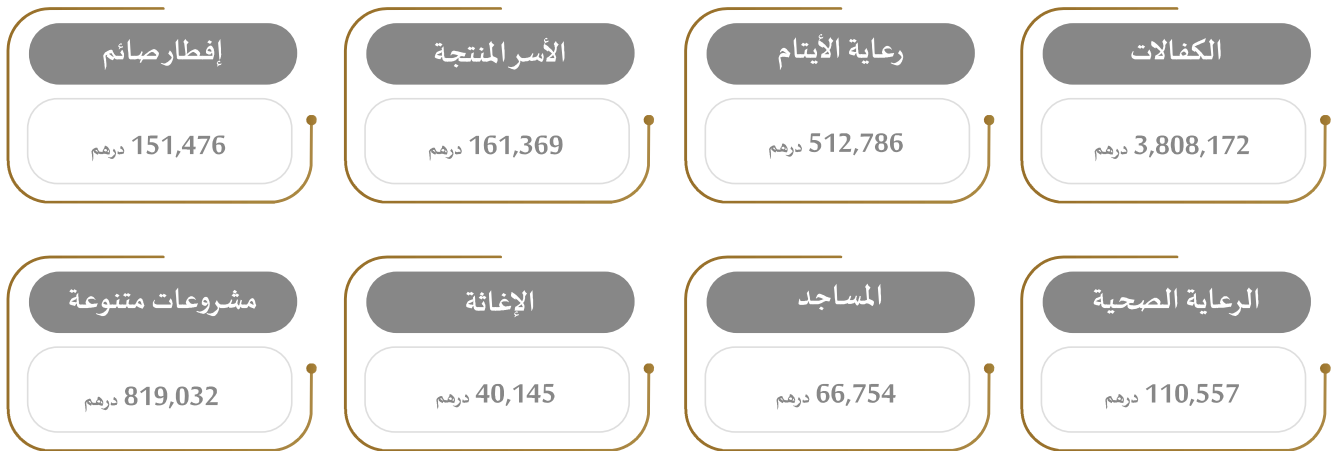 الكفالات
3,808,172 درهم
رعاية الأيتام
512,786 درهم
الأسر المنتجة
161,369 درهم
إفطار صائم
151,476 درهم
الرعاية الصحية
110,557 درهم
المساجد
66,754 درهم
الإغاثة
40,145 درهم
مشروعات متنوعة
819,032 درهم